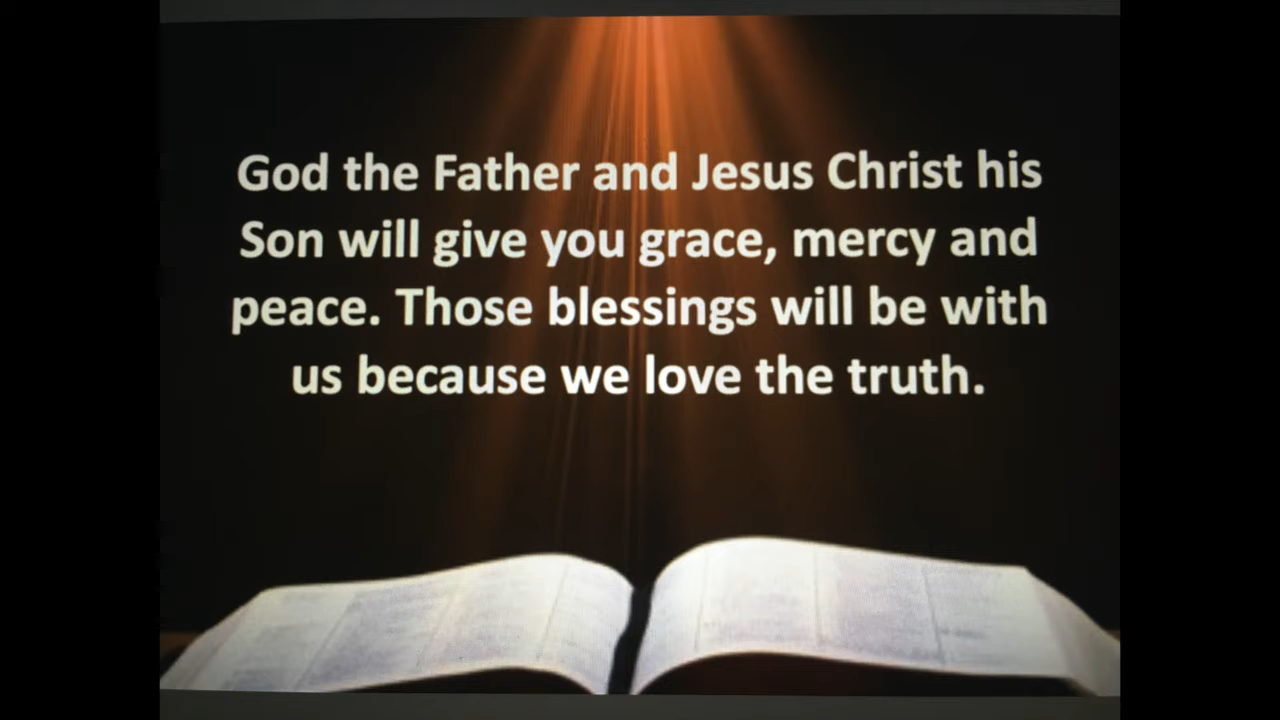 God the Father and Jesus Christ his
Son will give you grace, mercy and
peace. Those blessings will be with
us because we love the truth.